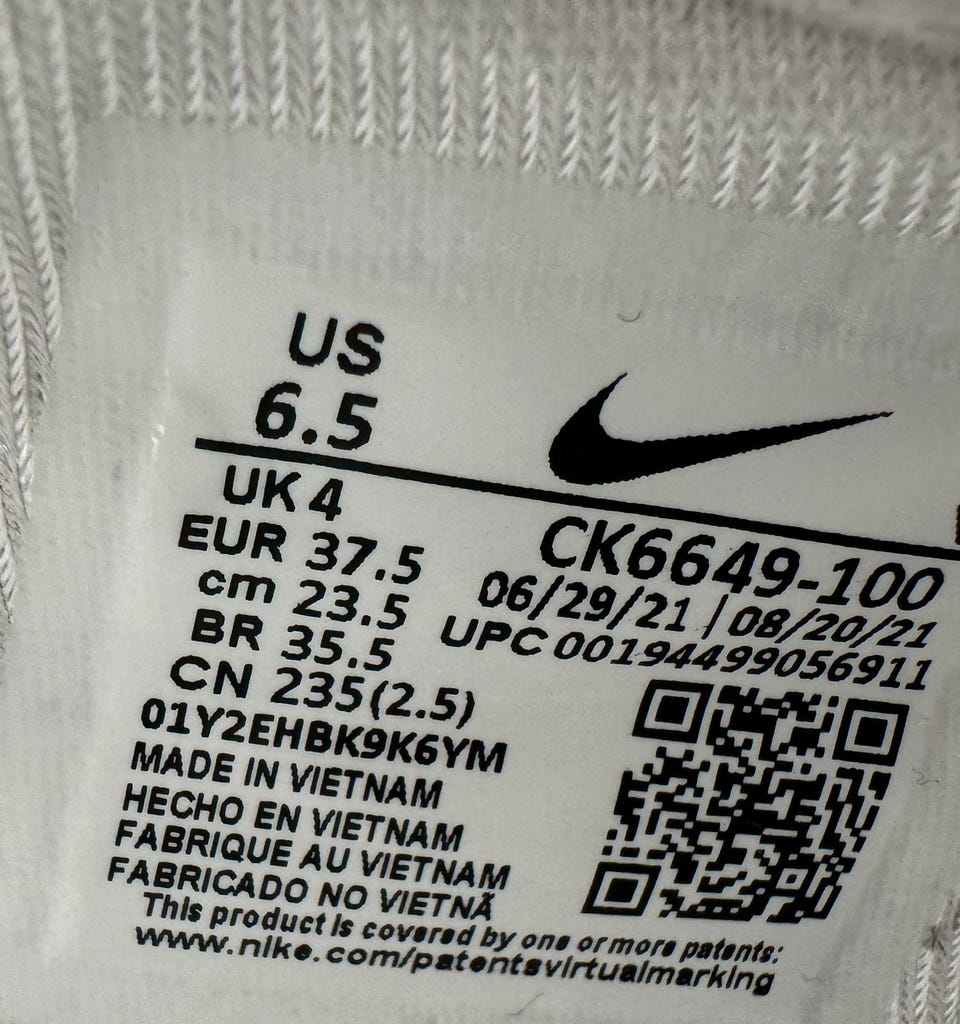 US
6.5
UK 4
EUR 37.5
cm 23.5
BR 35.5
CN 235(2.5)
01Y2EHBK9K6YM
MADE IN VIETNAM
HECHO EN VIETNAM
FABRIQUE AU VIETNAM
FABRICADO NO VIETNÃ
CK6649-100
06/29/21 | 08/20/21
UPC 00194499056911
This product is covered by one or more patents:
www.nike.com/patentsvirtualmarking